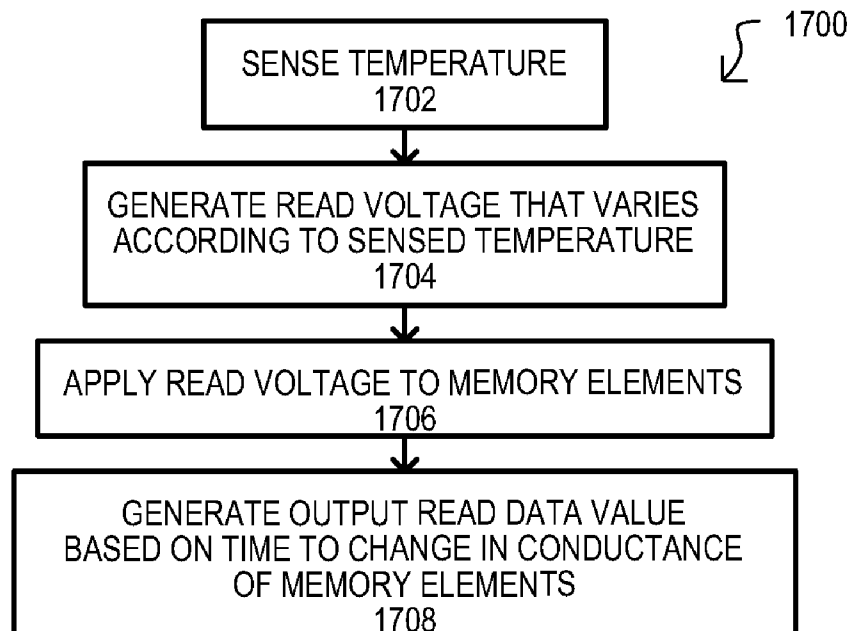 1700
SENSE TEMPERATURE
1702
GENERATE READ VOLTAGE THAT VARIES
ACCORDING TO SENSED TEMPERATURE
1704
APPLY READ VOLTAGE TO MEMORY ELEMENTS
1706
GENERATE OUTPUT READ DATA VALUE
BASED ON TIME TO CHANGE IN CONDUCTANCE
OF MEMORY ELEMENTS
1708